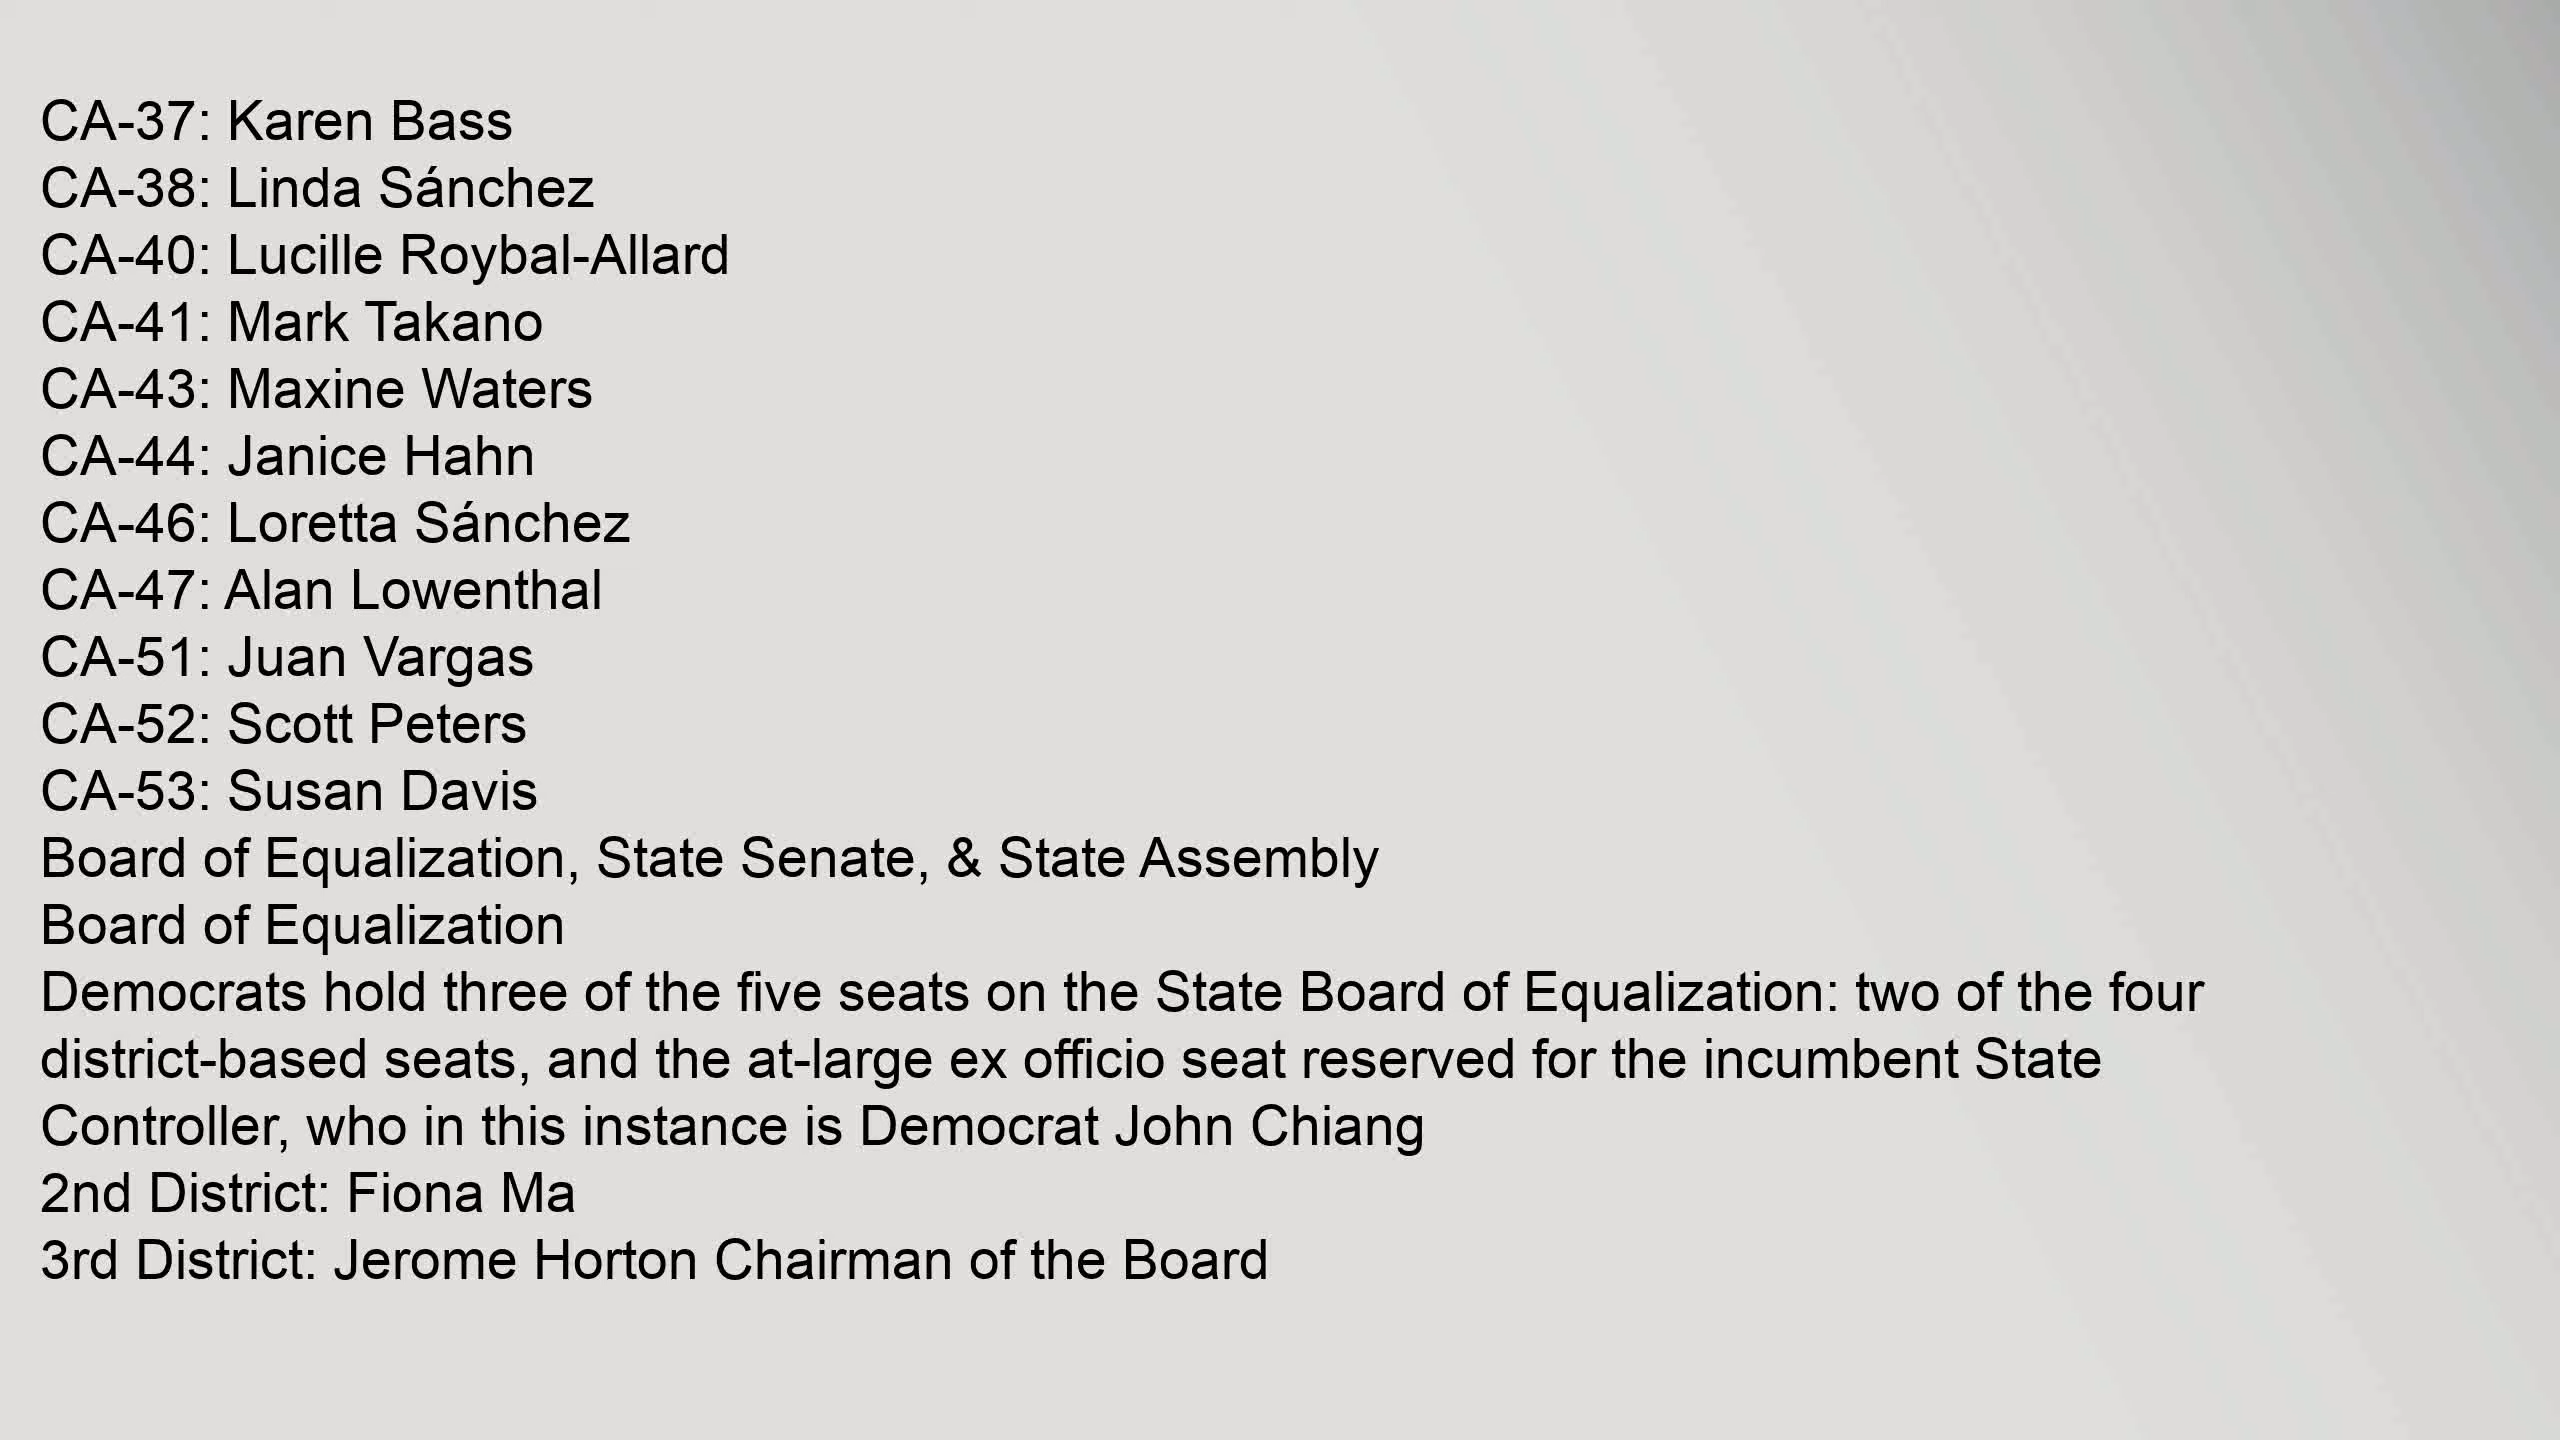 CA-37: Karen Bass
CA-38: Linda Sánchez
CA-40: Lucille Roybal-Allard
CA-41: Mark Takano
CA-43: Maxine Waters
CA-44: Janice Hahn
CA-46: Loretta Sánchez
CA-47: Alan Lowenthal
CA-51: Juan Vargas
CA-52: Scott Peters
CA-53: Susan Davis
Board of Equalization, State Senate, & State Assembly
Board of Equalization
Democrats hold three of the five seats on the State Board of Equalization: two of the four
district-based seats, and the at-large ex officio seat reserved for the incumbent State
Controller, who in this instance is Democrat John Chiang
2nd District: Fiona Ma
3rd District: Jerome Horton Chairman of the Board